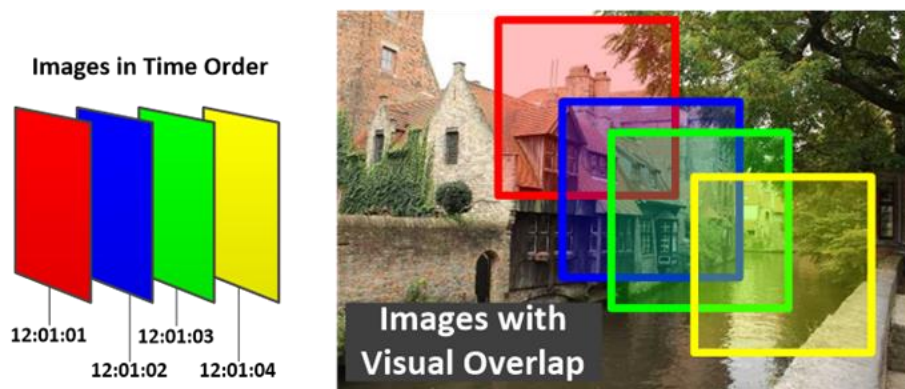 Images in Time Order
12:01:01
12:01:02
12:01:03
12:01:04
Images with
Visual Overlap